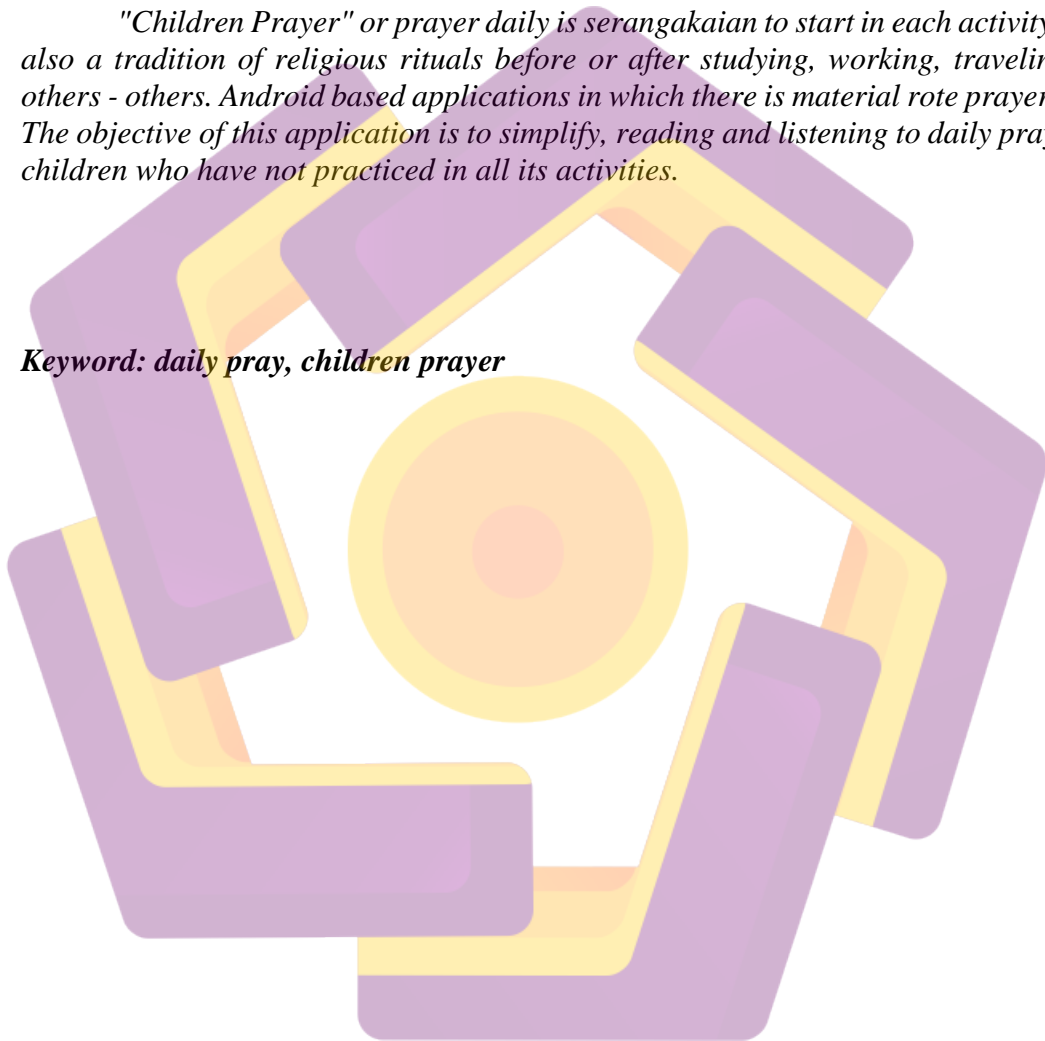 "Children Prayer" or prayer daily is serangakaian to start in each activity
also a tradition of religious rituals before or after studying, working,
others - others. Android based applications in which there is material rote
The objective of this application is to simplify, reading and listening to daily
children who have not practiced in all its activities.
Keyword: daily pray, children prayer